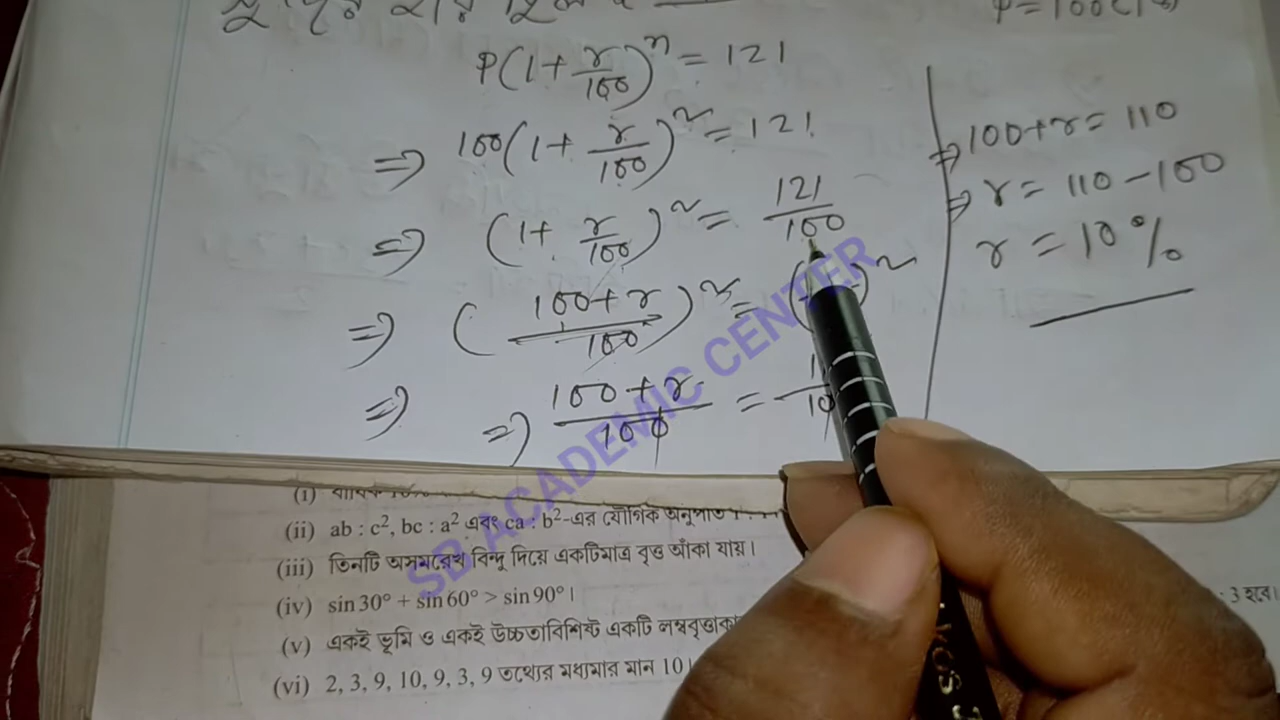 P(1+ r/100)ⁿ = 121
⇒ 100(1+ r/100)² = 121
⇒ (1+ r/100)² = 121/100
⇒ (100+r/100)² = (
⇒ ⇒ 100+r/100 =
100+r = 110
⇒ r = 110-100
r = 10%
SB ACADEMIC CENTER
(i)
(ii) ab : c², bc : a² এবং ca : b²-এর যৌগিক অনুপাত
(iii) তিনটি অসমরেখ বিন্দু দিয়ে একটিমাত্র বৃত্ত আঁকা যায়।
(iv) sin 30° + sin 60° > sin 90°।
(v) একই ভূমি ও একই উচ্চতাবিশিষ্ট একটি
: 3 হবে।
(vi) 2, 3, 9, 10, 9, 3, 9 তথ্যের মধ্যমার মান 10।